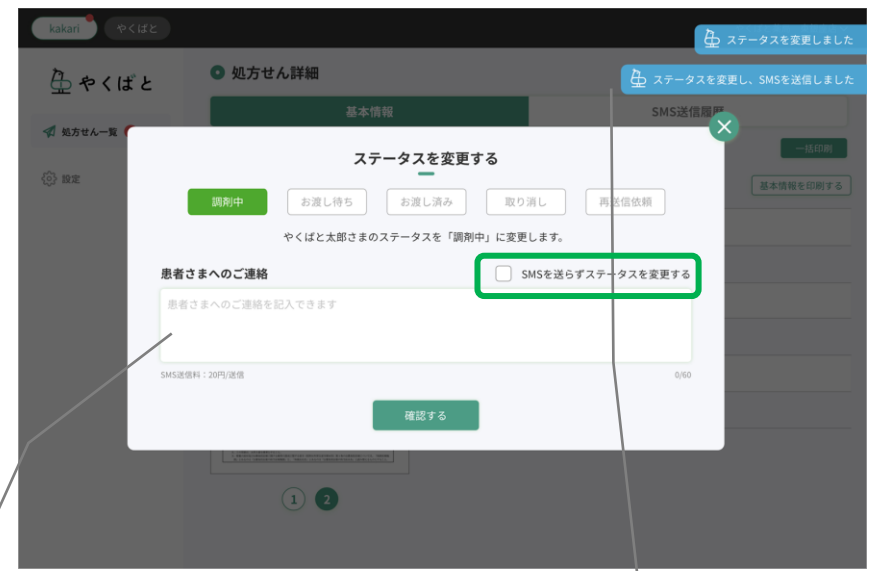 kakari
やくばと
ステータスを変更しました
やくばと
処方せん詳細
ステータスを変更し、SMSを送信しました
基本情報
SMS送信履歴
処方せん一覧
一括印刷
設定
基本情報を印刷する
ステータスを変更する
調剤中
お渡し待ち
お渡し済み
取り消し
再送信依頼
やくばと太郎さまのステータスを「調剤中」に変更します。
患者さまへのご連絡
SMSを送らずステータスを変更する
患者さまへのご連絡を記入できます
SMS送信料：20円/送信
0/60
確認する
1
2